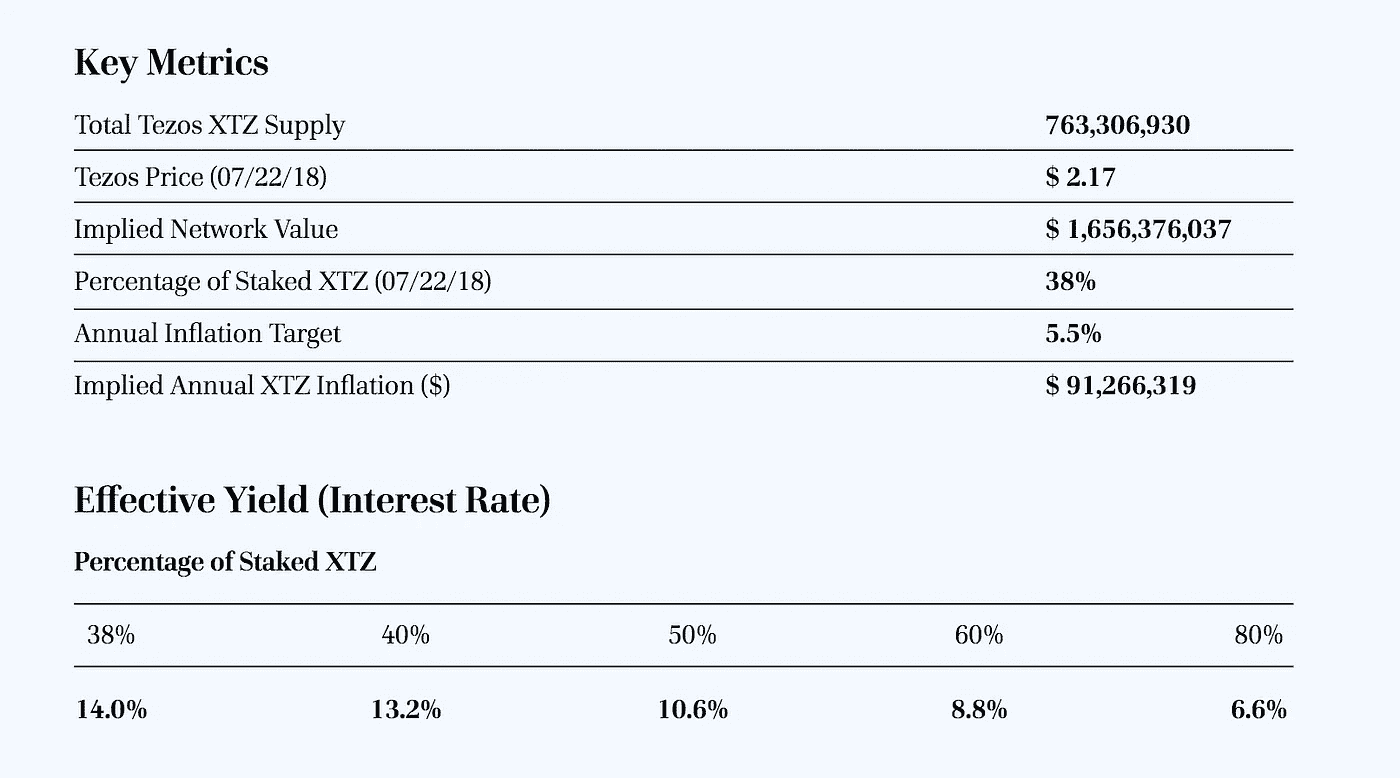 Key Metrics
Total Tezos XTZ Supply 763,306,930
Tezos Price (07/22/18) $ 2.17
Implied Network Value $ 1,656,376,037
Percentage of Staked XTZ (07/22/18) 38%
Annual Inflation Target 5.5%
Implied Annual XTZ Inflation ($) $ 91,266,319
Effective Yield (Interest Rate)
Percentage of Staked XTZ
38% 40% 50% 60% 80%
14.0% 13.2% 10.6% 8.8% 6.6%